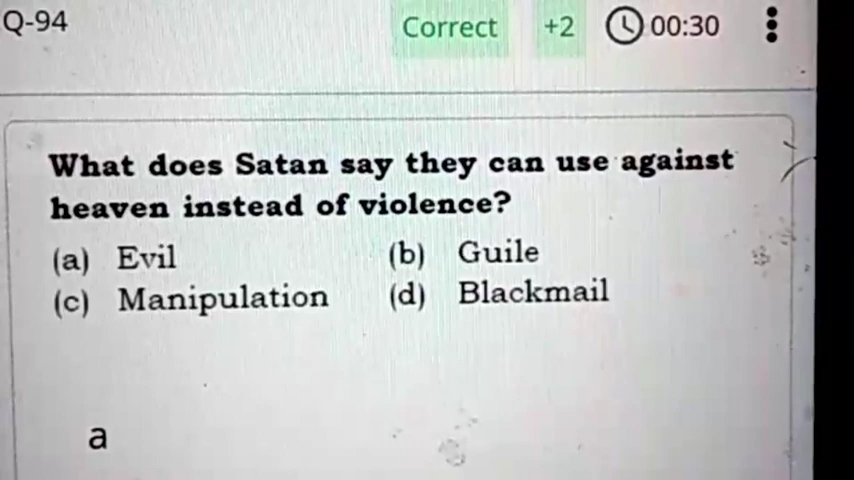 Q-94 Correct +2 00:30
What does Satan say they can use against
heaven instead of violence?
(a) Evil (b) Guile
(c) Manipulation (d) Blackmail
a